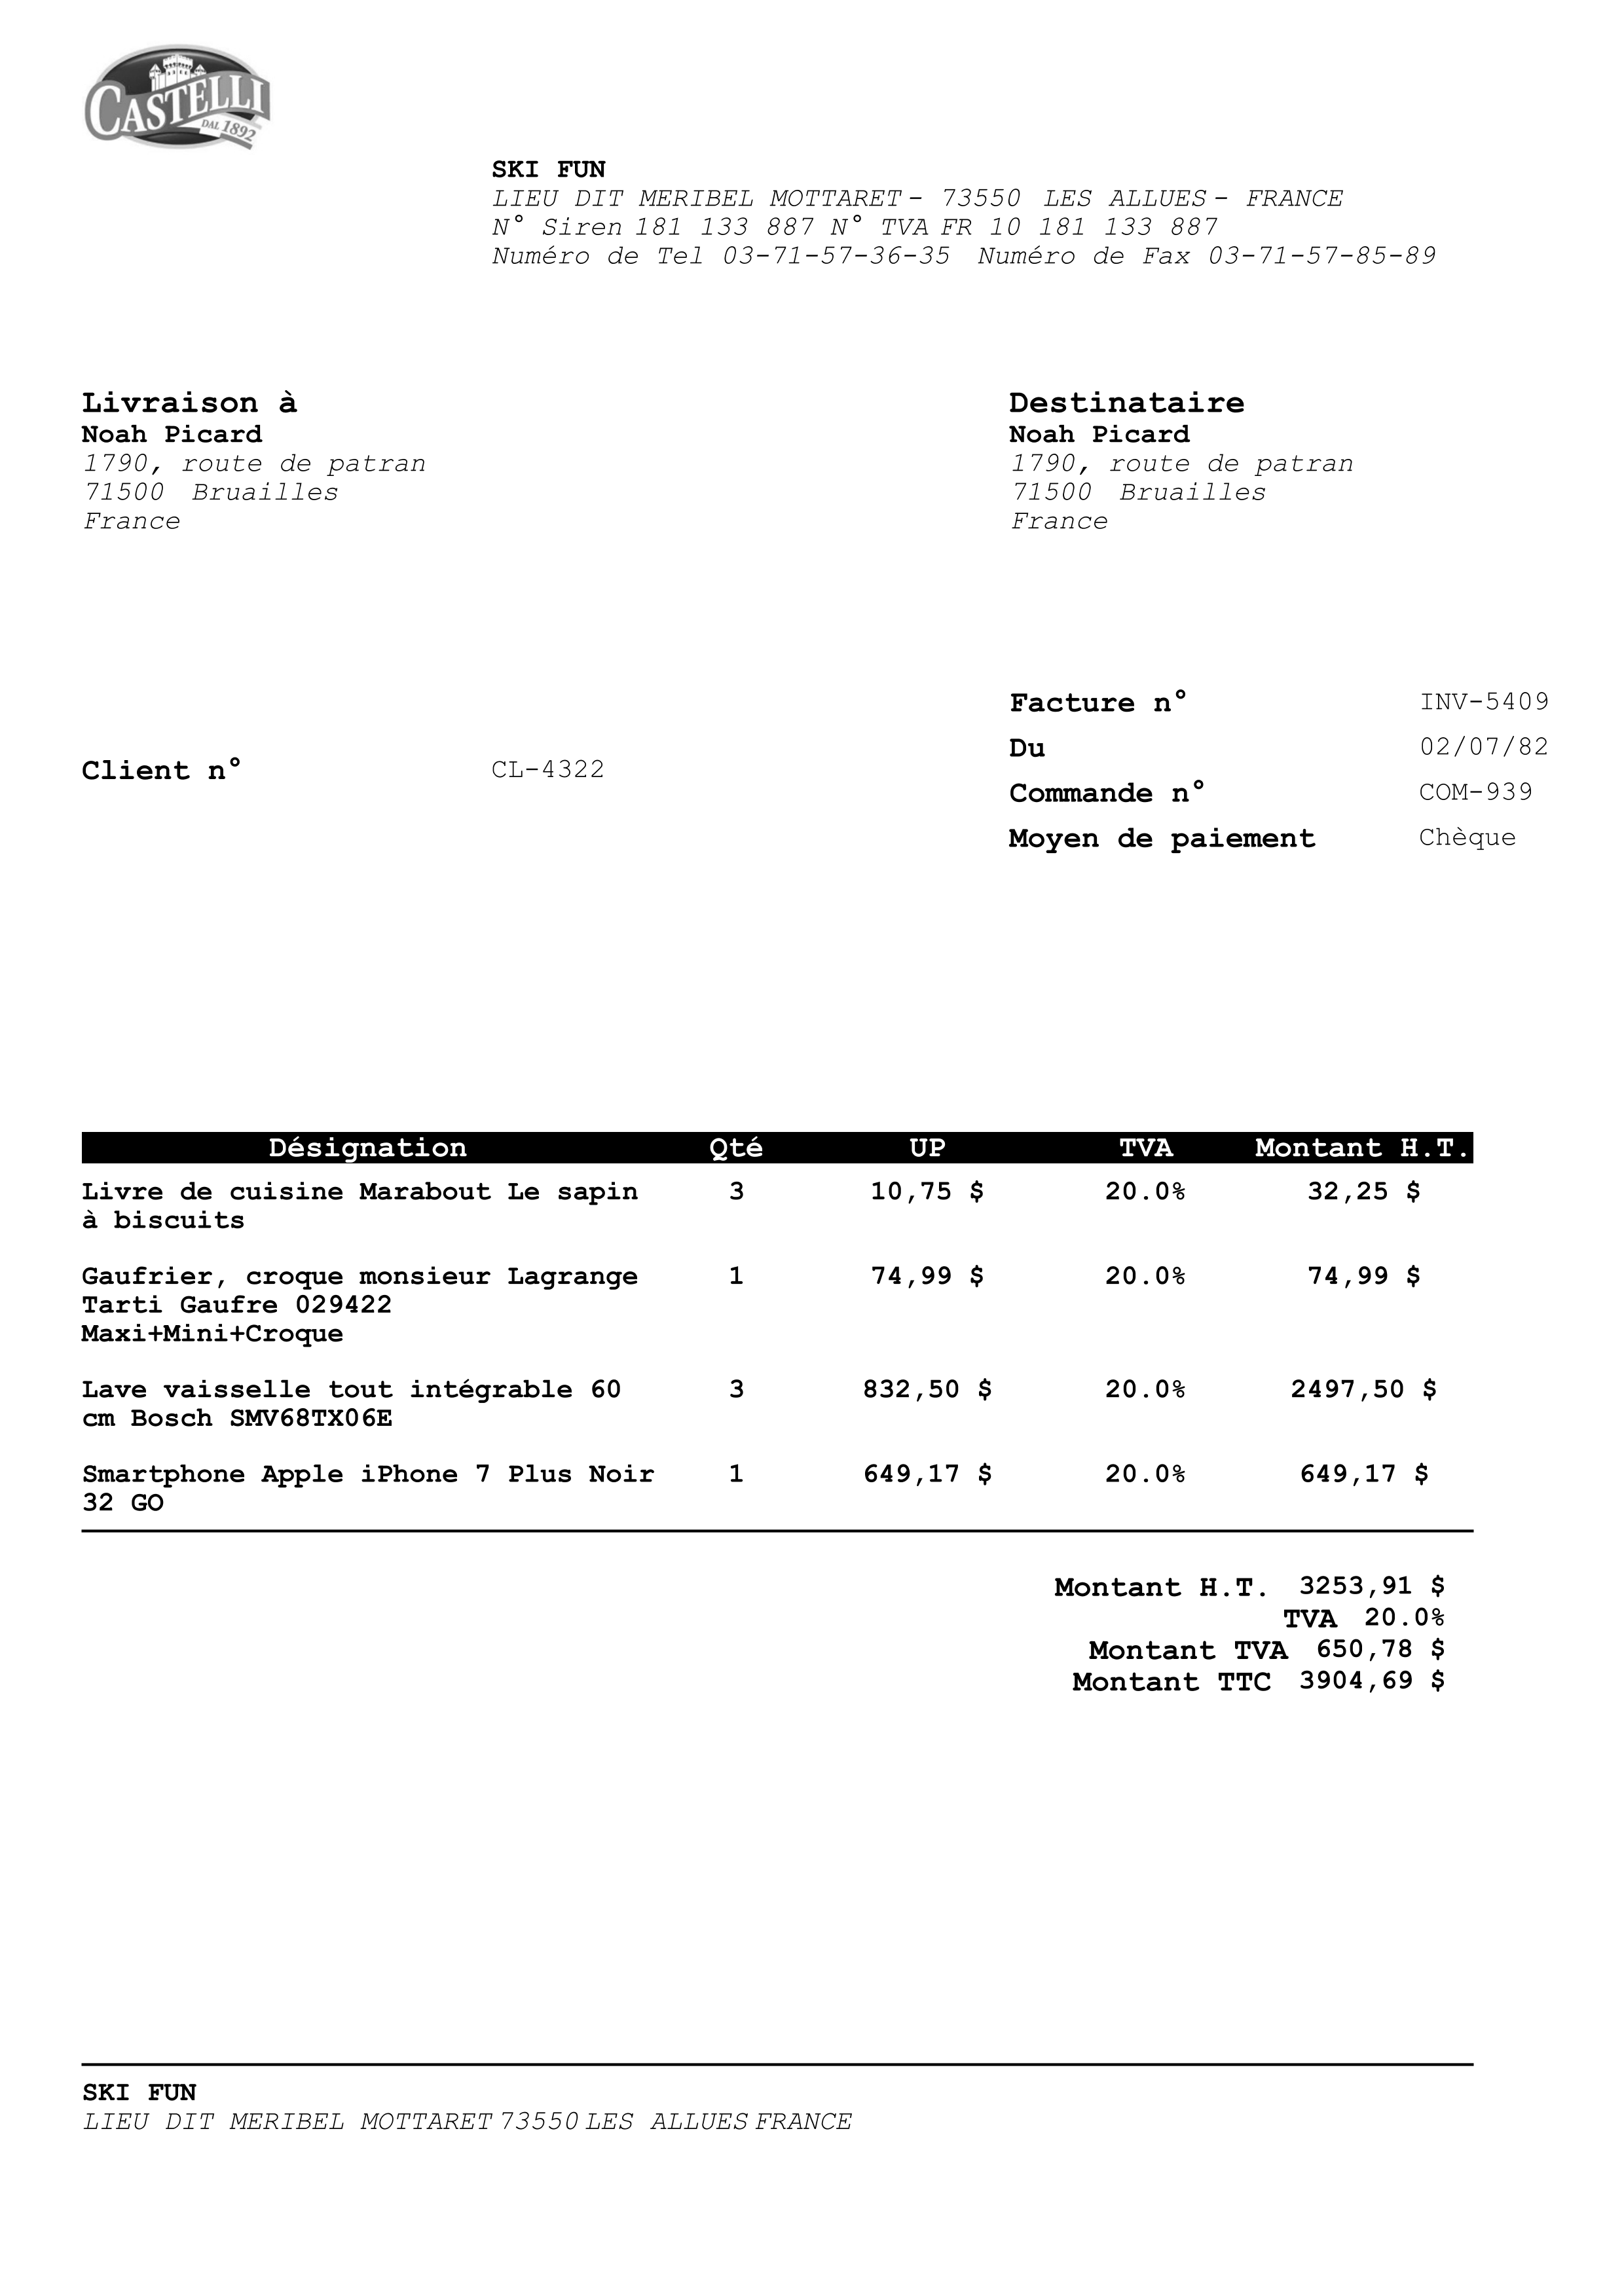 CASTELLI
DAL 1892
SKI FUN
LIEU DIT MERIBEL MOTTARET - 73550 LES ALLUES - FRANCE
N° Siren 181 133 887 N° TVA FR 10 181 133 887
Numéro de Tel 03-71-57-36-35 Numéro de Fax 03-71-57-85-89
Livraison à
Noah Picard
1790, route de patran
71500 Bruailles
France
Destinataire
Noah Picard
1790, route de patran
71500 Bruailles
France
Client n° CL-4322
Facture n° INV-5409
Du 02/07/82
Commande n° COM-939
Moyen de paiement Chèque
Désignation Qté UP TVA Montant H.T.
Livre de cuisine Marabout Le sapin 3 10,75 $ 20.0% 32,25 $
à biscuits
Gaufrier, croque monsieur Lagrange 1 74,99 $ 20.0% 74,99 $
Tarti Gaufre 029422
Maxi+Mini+Croque
Lave vaisselle tout intégrable 60 3 832,50 $ 20.0% 2497,50 $
cm Bosch SMV68TX06E
Smartphone Apple iPhone 7 Plus Noir 1 649,17 $ 20.0% 649,17 $
32 GO
Montant H.T. 3253,91 $
TVA 20.0%
Montant TVA 650,78 $
Montant TTC 3904,69 $
SKI FUN
LIEU DIT MERIBEL MOTTARET 73550 LES ALLUES FRANCE